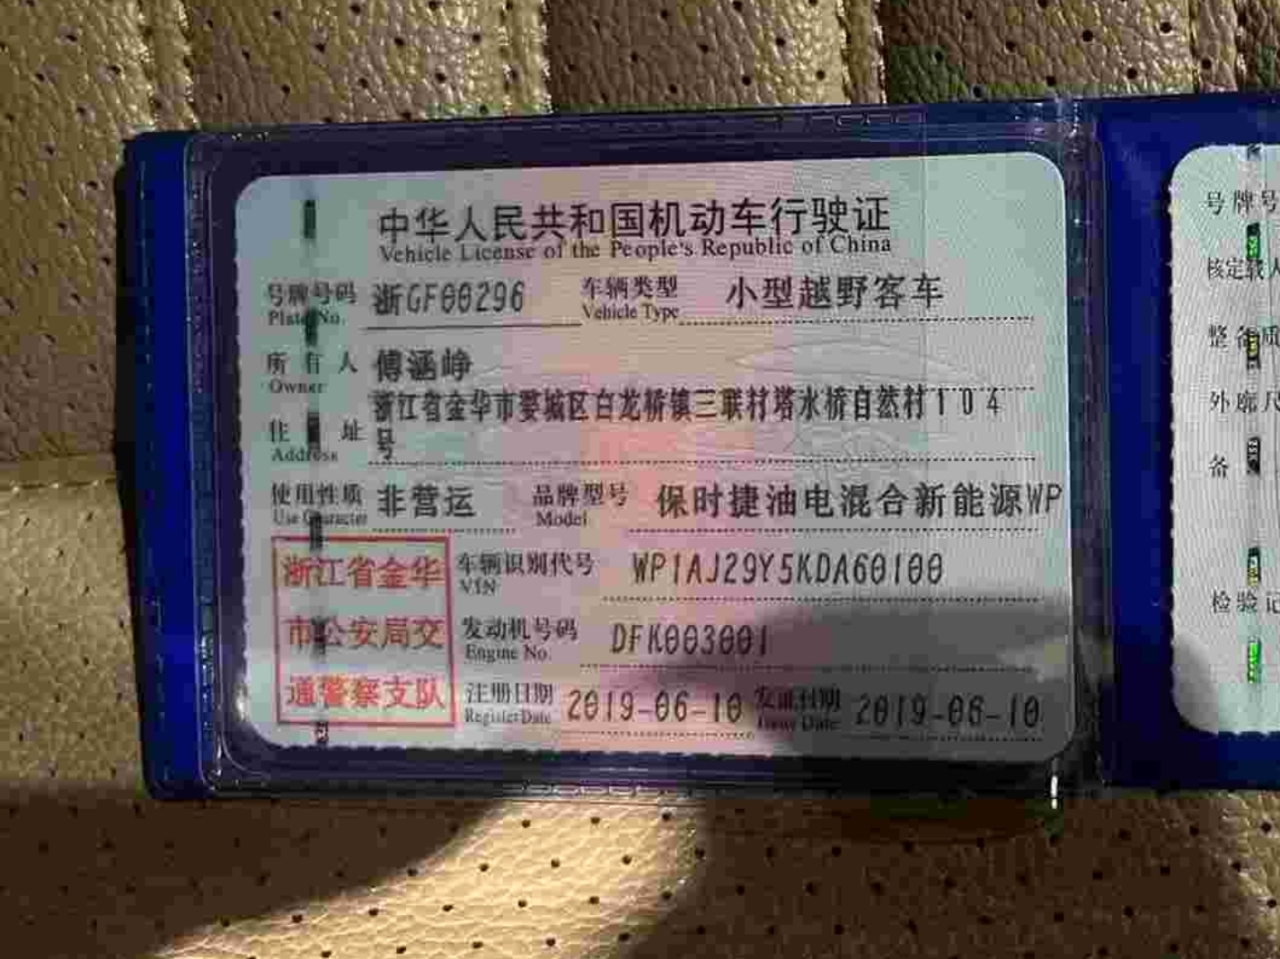 中华人民共和国机动车行驶证
Vehicle License of the People's Republic of China
号牌号码 浙GF00296 车辆类型 小型越野客车
Plate No. Vehicle Type
所有人 傅涵峥
Owner
浙江省金华市婺城区白龙桥镇三联村塔水桥自然村104
住址 号
Address
使用性质 非营运 品牌型号 保时捷油电混合新能源WP
Use Character Model
浙江省金华 车辆识别代号 WP1AJ29Y5KDA60100
VIN
市公安局交 发动机号码 DFK003001
Engine No.
通警察支队 注册日期 2019-06-10 发证日期 2019-06-10
Register Date Issue Date
号牌号
核定载人
整备质
外廓尺
备
检验记